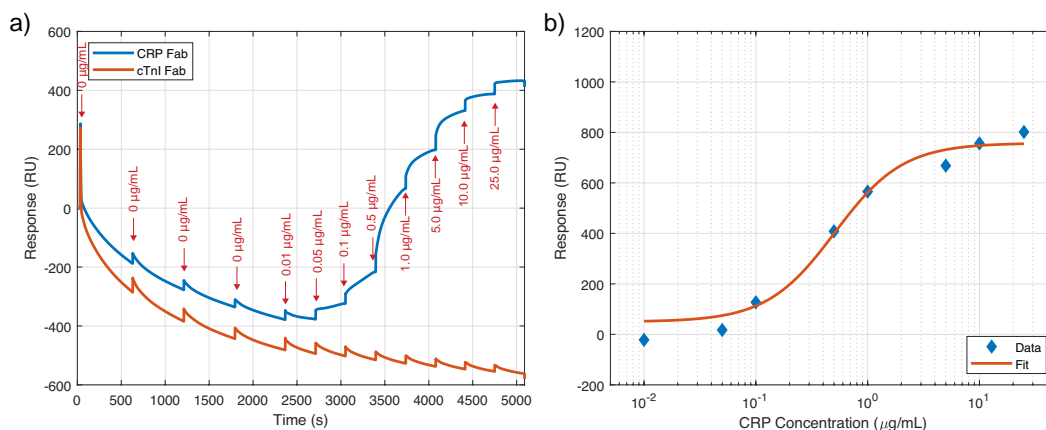 a)
600
400
200
0
-200
-400
-600
Response (RU)
0 500 1000 1500 2000 2500 3000 3500 4000 4500 5000
Time (s)
CRP Fab
cTnI Fab
0 µg/mL
0 µg/mL
0 µg/mL
0 µg/mL
0.01 µg/mL
0.05 µg/mL
0.1 µg/mL
0.5 µg/mL
1.0 µg/mL
5.0 µg/mL
10.0 µg/mL
25.0 µg/mL
b)
1200
1000
800
600
400
200
0
-200
Response (RU)
10⁻² 10⁻¹ 10⁰ 10¹
CRP Concentration (µg/mL)
Data
Fit